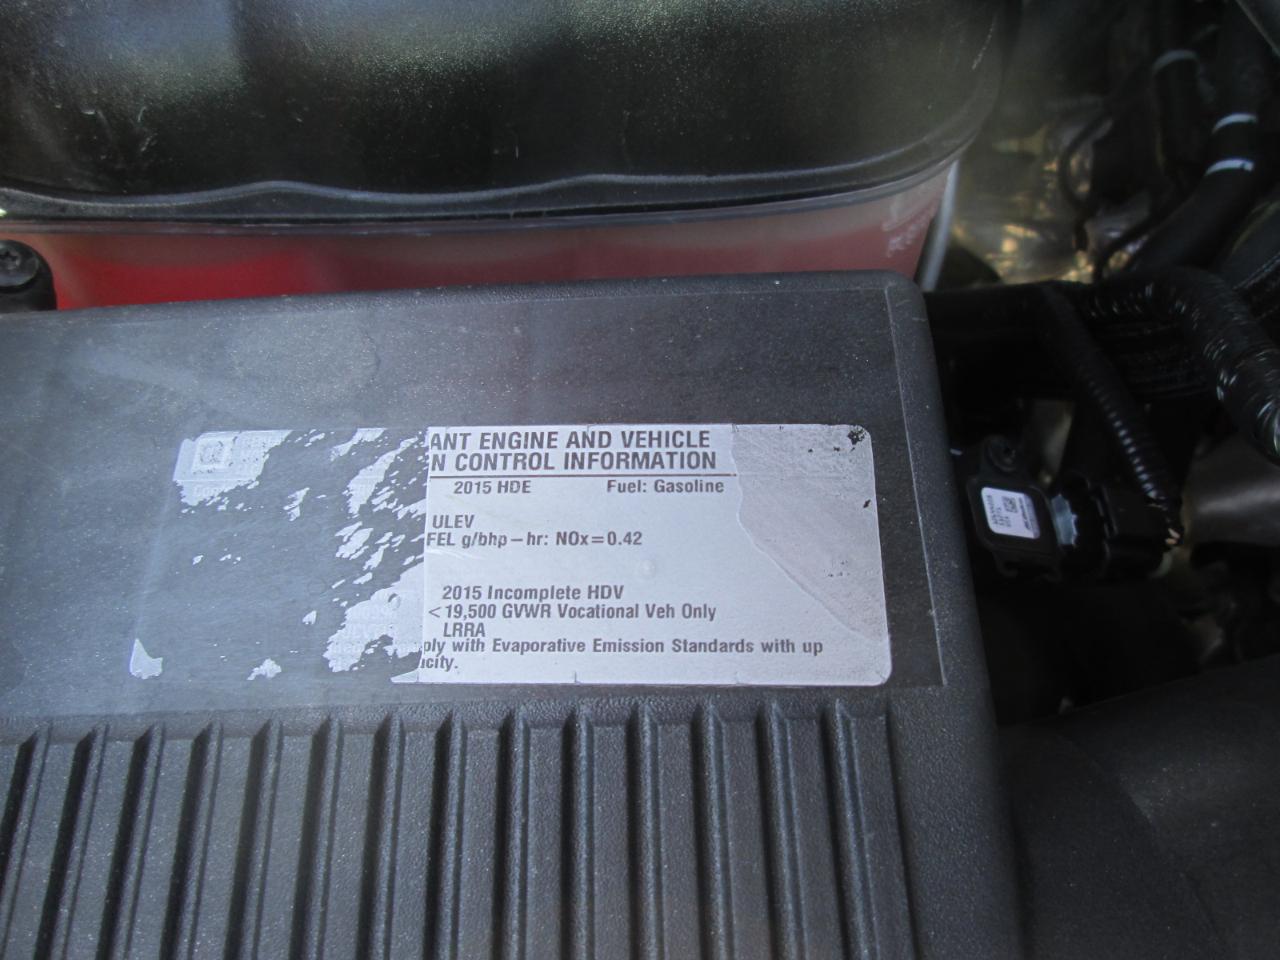 ANT ENGINE AND VEHICLE
N CONTROL INFORMATION
2015 HDE Fuel: Gasoline
ULEV
FEL g/bhp-hr: NOx=0.42
2015 Incomplete HDV
<19,500 GVWR Vocational Veh Only
LRRA
ply with Evaporative Emission Standards with up
icity.